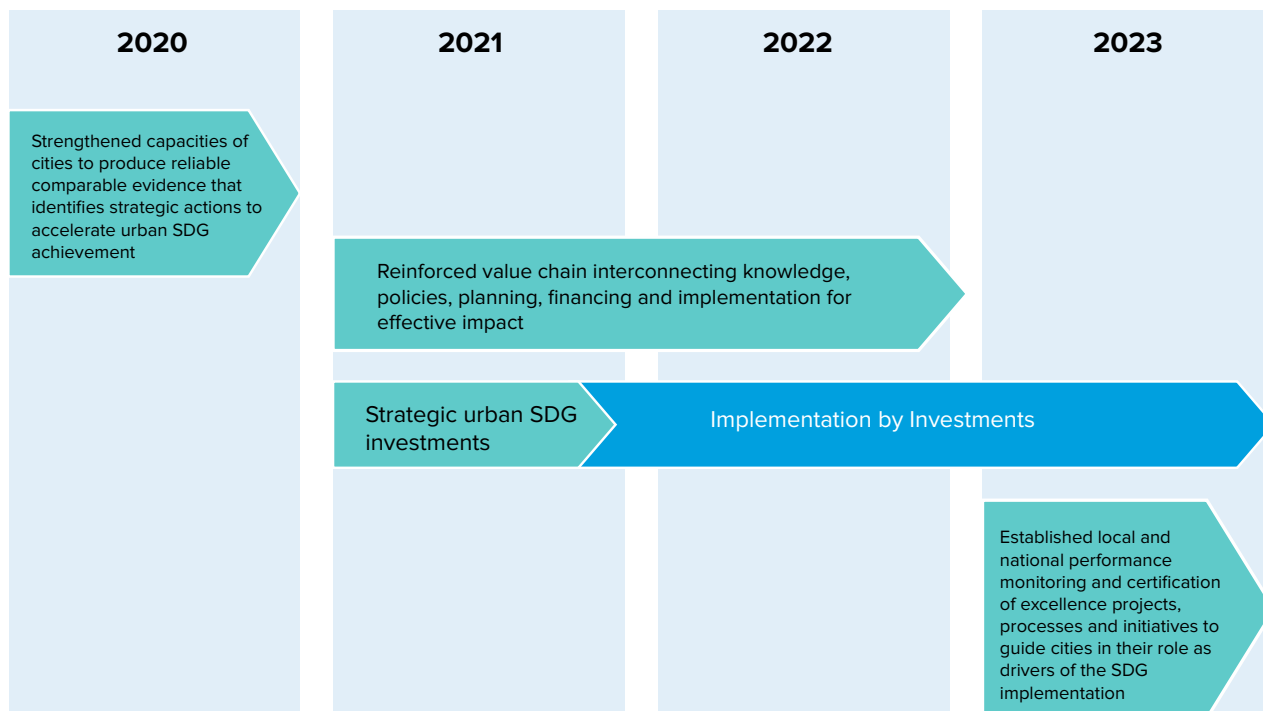 2020
2021
2022
2023
Strengthened capacities of
cities to produce reliable
comparable evidence that
identifies strategic actions to
accelerate urban SDG
achievement
Reinforced value chain interconnecting knowledge,
policies, planning, financing and implementation for
effective impact
Strategic urban SDG
investments
Implementation by Investments
Established local and
national performance
monitoring and certification
of excellence projects,
processes and initiatives to
guide cities in their role as
drivers of the SDG
implementation